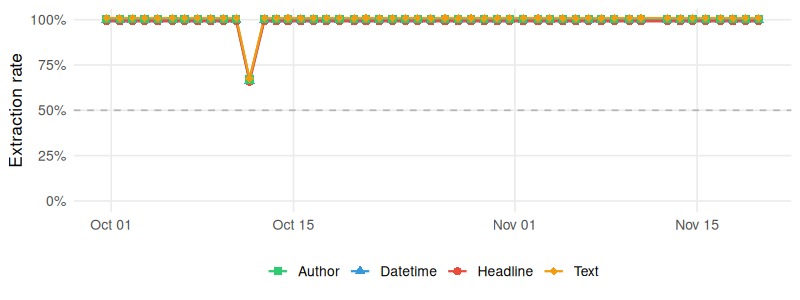 Extraction rate
100%
75%
50%
25%
0%
Oct 01 Oct 15 Nov 01 Nov 15
Author Datetime Headline Text